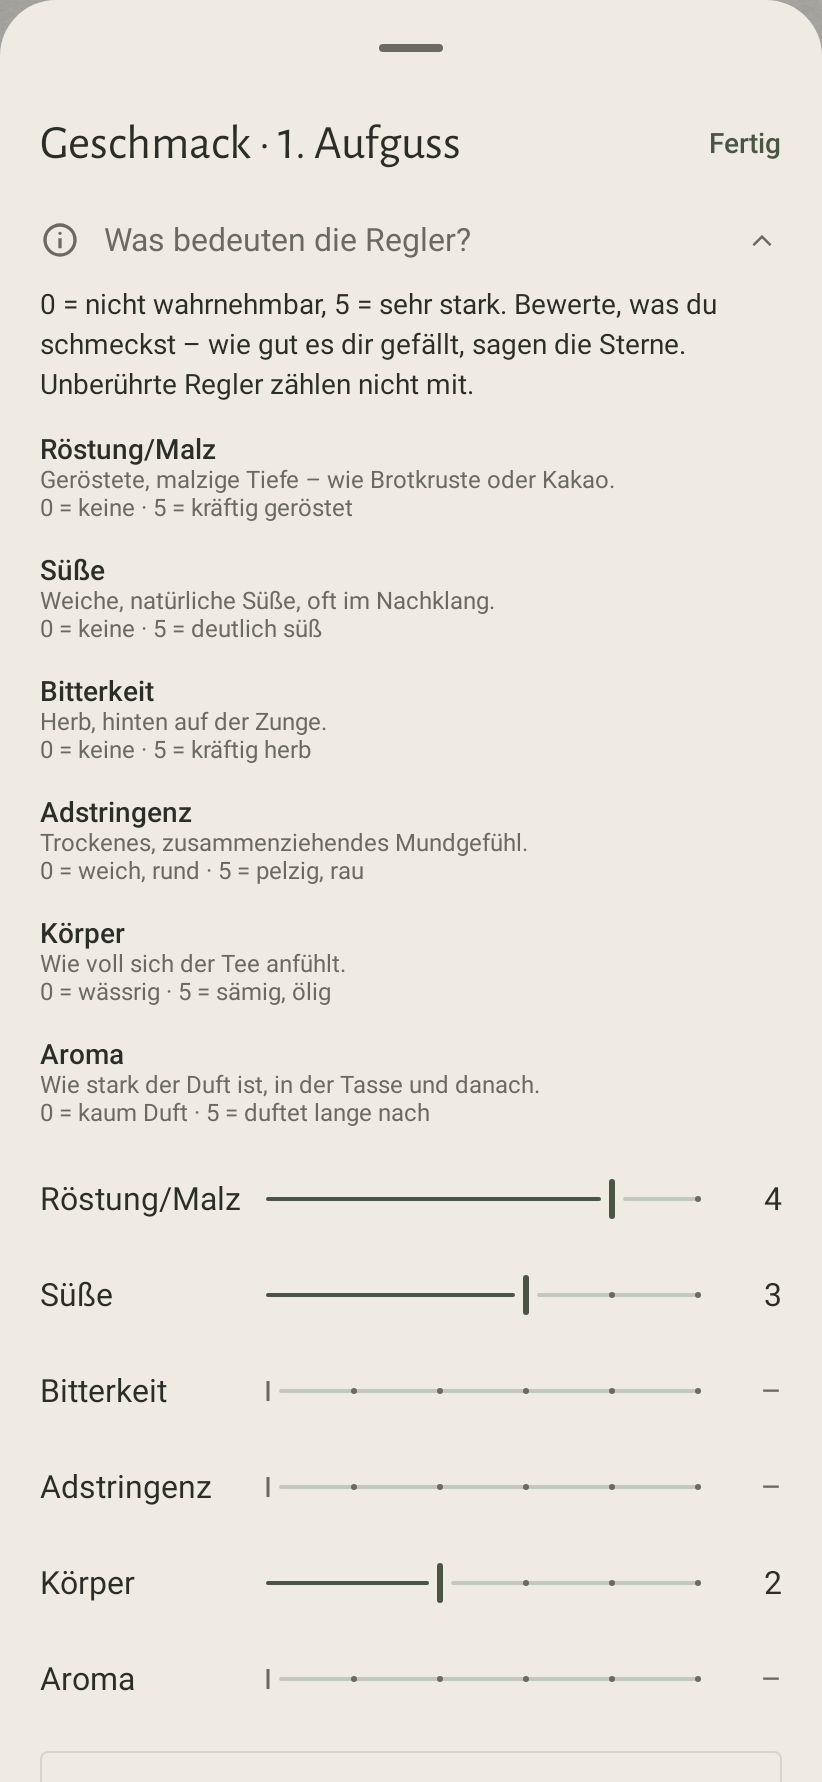 Geschmack · 1. Aufguss
Fertig
Was bedeuten die Regler?
0 = nicht wahrnehmbar, 5 = sehr stark. Bewerte, was du
schmeckst – wie gut es dir gefällt, sagen die Sterne.
Unberührte Regler zählen nicht mit.
Röstung/Malz
Geröstete, malzige Tiefe – wie Brotkruste oder Kakao.
0 = keine · 5 = kräftig geröstet
Süße
Weiche, natürliche Süße, oft im Nachklang.
0 = keine · 5 = deutlich süß
Bitterkeit
Herb, hinten auf der Zunge.
0 = keine · 5 = kräftig herb
Adstringenz
Trockenes, zusammenziehendes Mundgefühl.
0 = weich, rund · 5 = pelzig, rau
Körper
Wie voll sich der Tee anfühlt.
0 = wässrig · 5 = sämig, ölig
Aroma
Wie stark der Duft ist, in der Tasse und danach.
0 = kaum Duft · 5 = duftet lange nach
Röstung/Malz 4
Süße 3
Bitterkeit –
Adstringenz –
Körper 2
Aroma –